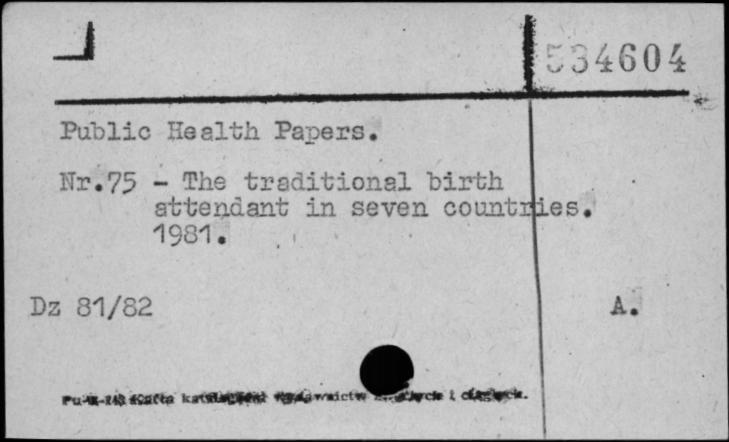 534604
Public Health Papers.
Nr.75 - The traditional birth
attendant in seven countries.
1981.
Dz 81/82
A.
i